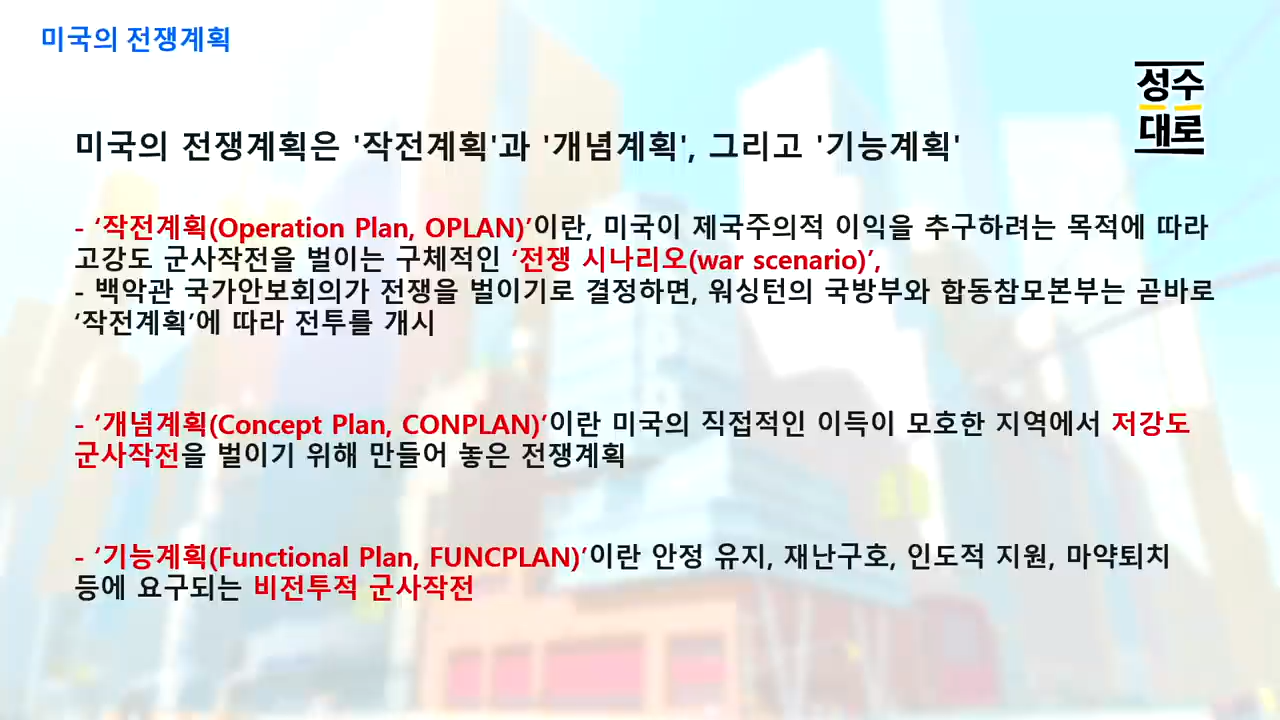 미국의 전쟁계획
성수
대로
미국의 전쟁계획은 '작전계획'과 '개념계획', 그리고 '기능계획'
- ‘작전계획(Operation Plan, OPLAN)’이란, 미국이 제국주의적 이익을 추구하려는 목적에 따라
고강도 군사작전을 벌이는 구체적인 ‘전쟁 시나리오(war scenario)’,
- 백악관 국가안보회의가 전쟁을 벌이기로 결정하면, 워싱턴의 국방부와 합동참모본부는 곧바로
‘작전계획’에 따라 전투를 개시
- ‘개념계획(Concept Plan, CONPLAN)’이란 미국의 직접적인 이득이 모호한 지역에서 저강도
군사작전을 벌이기 위해 만들어 놓은 전쟁계획
- ‘기능계획(Functional Plan, FUNCPLAN)’이란 안정 유지, 재난구호, 인도적 지원, 마약퇴치
등에 요구되는 비전투적 군사작전